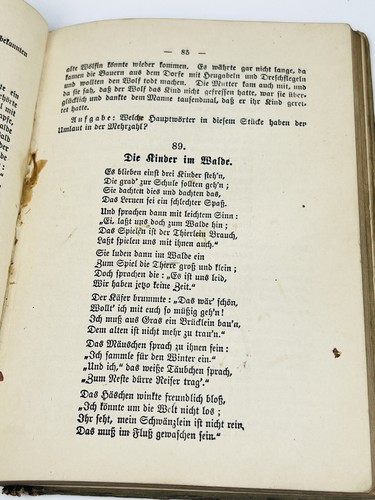 bekannten
— 85 —
alte Wölfin könnte wieder kommen. Es währte gar nicht lange, da
kamen die Bauern aus dem Dorfe mit Heugabeln und Dreschflegeln
und wollten den Wolf todt machen. Die Mutter kam auch mit, und
da sie sah, daß der Wolf das Kind nicht gefressen hatte, war sie über-
glücklich und dankte dem Manne tausendmal, daß er ihr Kind geret-
tet hatte.
Aufgabe: Welche Hauptwörter in diesem Stücke haben den
Umlaut in der Mehrzahl?
89.
Die Kinder im Walde.
Es blieben einst drei Kinder steh'n,
Die grad' zur Schule sollten geh'n;
Sie dachten dies und dachten das,
Das Lernen sei ein schlechter Spaß.
Und sprachen dann mit leichtem Sinn:
„Ei, laßt uns doch zum Walde hin;
Das Spielen ist der Thierlein Brauch,
Laßt spielen uns mit ihnen auch.“
Sie luden dann im Walde ein
Zum Spiel die Thiere groß und klein;
Doch sprachen die: „Es ist uns leid,
Wir haben jetzo keine Zeit.“
Der Käfer brummte: „Das wär' schön,
Wollt' ich mit euch so müßig geh'n!
Ich muß aus Gras ein Brücklein bau'n,
Dem alten ist nicht mehr zu trau'n.“
Das Mäuschen sprach zu ihnen fein:
„Ich sammle für den Winter ein.“
„Und ich,“ das weiße Täubchen sprach,
„Zum Neste dürre Reiser trag'.“
Das Häschen winkte freundlich bloß,
„Ich könnte um die Welt nicht los;
Ihr seht, mein Schwänzlein ist nicht rein,
Das muß im Fluß gewaschen sein.“